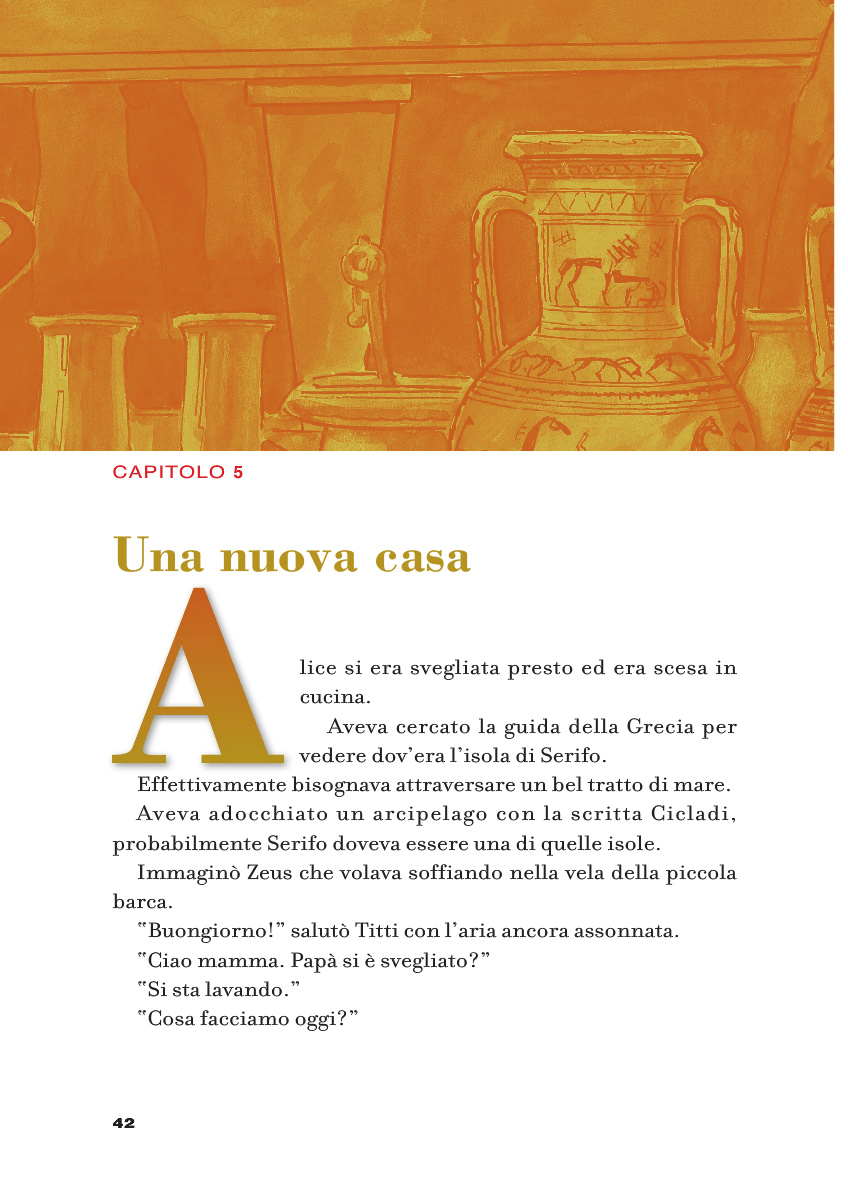 CAPITOLO 5
Una nuova casa
Alice si era svegliata presto ed era scesa in
cucina.
Aveva cercato la guida della Grecia per
vedere dov’era l’isola di Serifo.
Effettivamente bisognava attraversare un bel tratto di mare.
Aveva adocchiato un arcipelago con la scritta Cicladi,
probabilmente Serifo doveva essere una di quelle isole.
Immaginò Zeus che volava soffiando nella vela della piccola
barca.
‟Buongiorno!” salutò Titti con l’aria ancora assonnata.
‟Ciao mamma. Papà si è svegliato?”
‟Si sta lavando.”
‟Cosa facciamo oggi?”
42